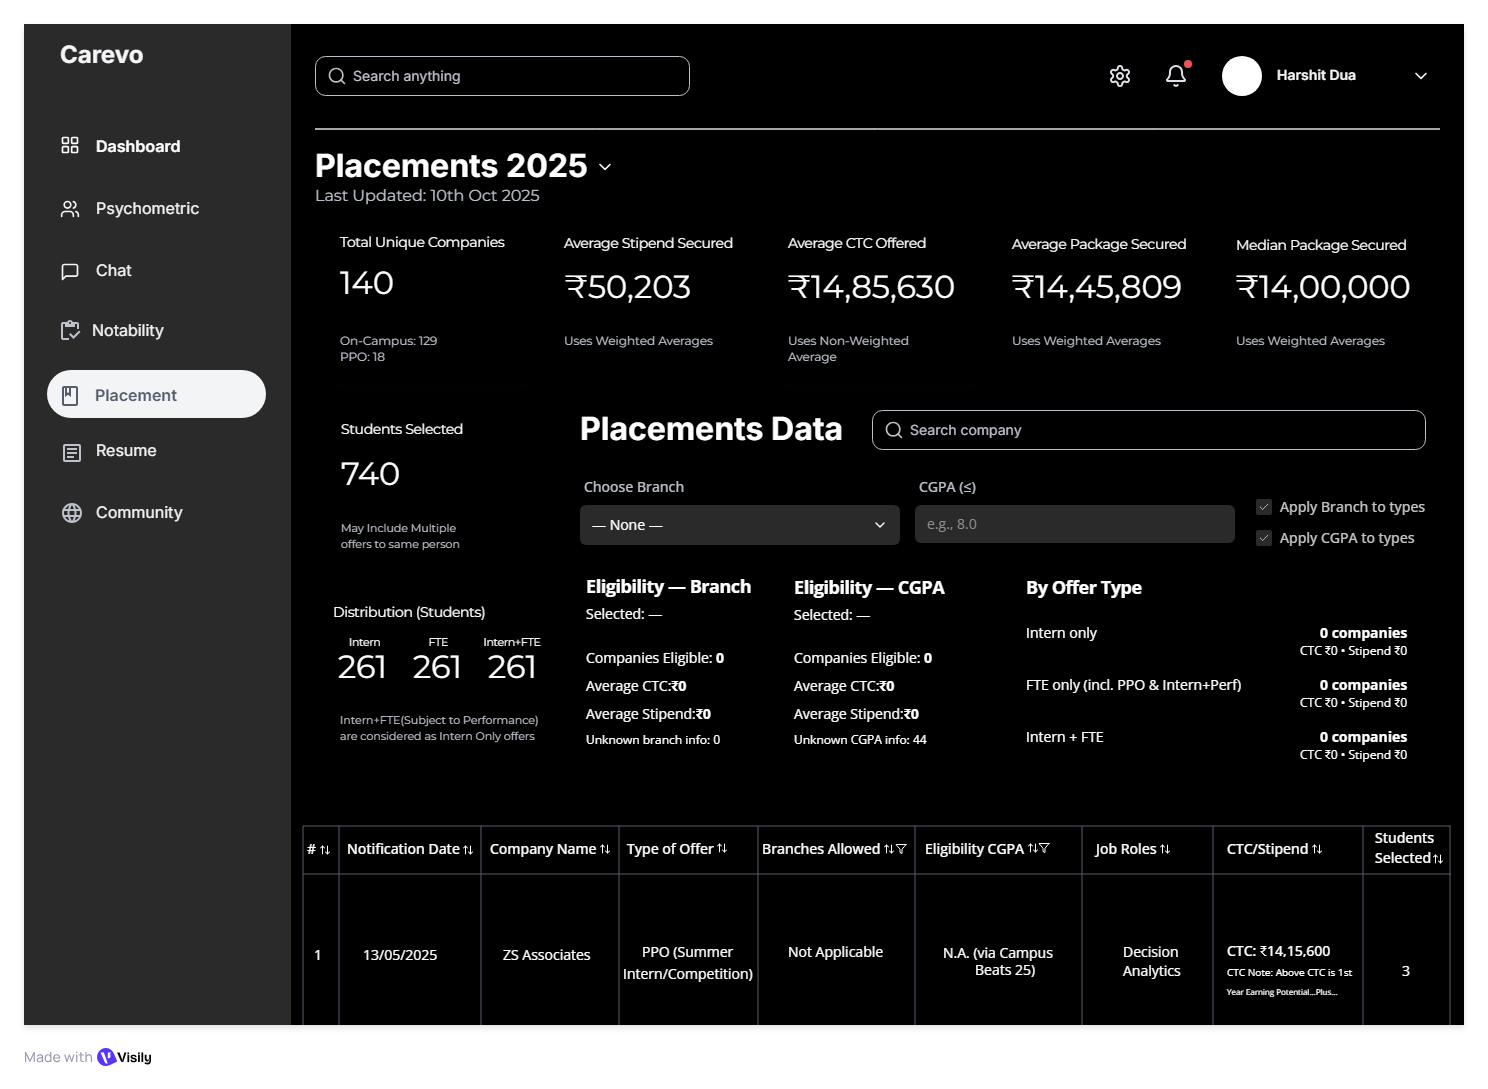 Carevo
Dashboard
Psychometric
Chat
Notability
Placement
Resume
Community
Search anything
Harshit Dua
Placements 2025
Last Updated: 10th Oct 2025
Total Unique Companies
140
On-Campus: 129
PPO: 18
Average Stipend Secured
₹50,203
Uses Weighted Averages
Average CTC Offered
₹14,85,630
Uses Non-Weighted
Average
Average Package Secured
₹14,45,809
Uses Weighted Averages
Median Package Secured
₹14,00,000
Uses Weighted Averages
Students Selected
740
May Include Multiple
offers to same person
Distribution (Students)
Intern FTE Intern+FTE
261 261 261
Intern+FTE(Subject to Performance)
are considered as Intern Only offers
Placements Data
Search company
Choose Branch
— None —
CGPA (≤)
e.g., 8.0
Apply Branch to types
Apply CGPA to types
Eligibility — Branch
Selected: —
Companies Eligible: 0
Average CTC:₹0
Average Stipend:₹0
Unknown branch info: 0
Eligibility — CGPA
Selected: —
Companies Eligible: 0
Average CTC:₹0
Average Stipend:₹0
Unknown CGPA info: 44
By Offer Type
Intern only
0 companies
CTC ₹0 • Stipend ₹0
FTE only (incl. PPO & Intern+Perf)
0 companies
CTC ₹0 • Stipend ₹0
Intern + FTE
0 companies
CTC ₹0 • Stipend ₹0
#
Notification Date
Company Name
Type of Offer
Branches Allowed
Eligibility CGPA
Job Roles
CTC/Stipend
Students
Selected
1
13/05/2025
ZS Associates
PPO (Summer
Intern/Competition)
Not Applicable
N.A. (via Campus
Beats 25)
Decision
Analytics
CTC: ₹14,15,600
CTC Note: Above CTC is 1st
Year Earning Potential...Plus...
3
Made with Visily